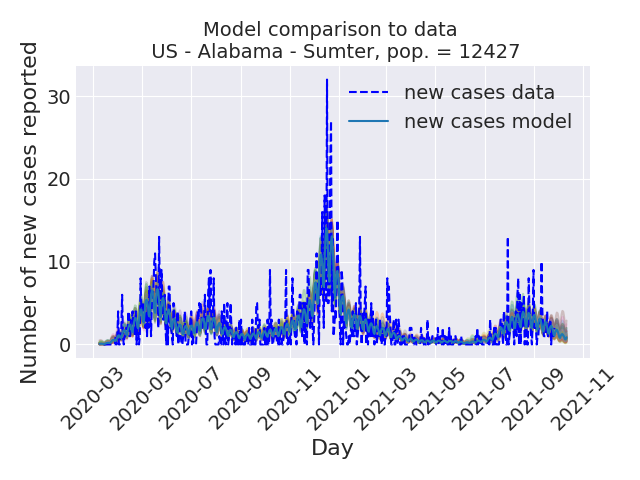 Model comparison to data
US - Alabama - Sumter, pop. = 12427
Number of new cases reported
30
20
10
0
new cases data
new cases model
2020-03
2020-05
2020-07
2020-09
2020-11
2021-01
2021-03
2021-05
2021-07
2021-09
2021-11
Day